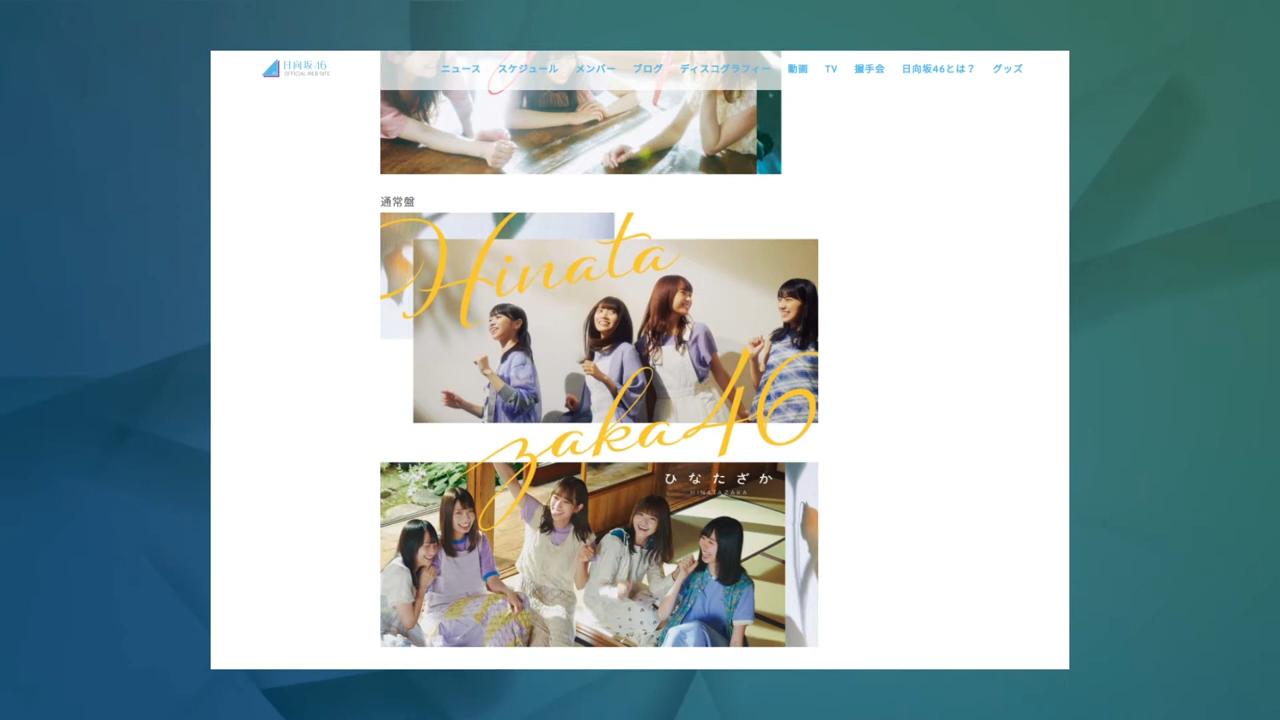 日向坂46
OFFICIAL WEB SITE
ニュース スケジュール メンバー ブログ ディスコグラフィー 動画 TV 握手会 日向坂46とは？ グッズ
通常盤
Hinata
zaka46
ひなたざか
HINATAZAKA